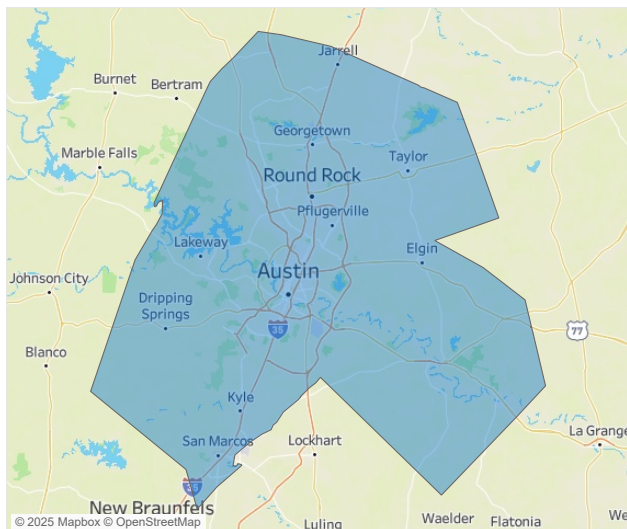 Jarrell
Burnet
Bertram
Georgetown
Marble Falls
Taylor
Round Rock
Pflugerville
Lakeway
Elgin
Austin
Johnson City
Dripping
Springs
35
77
Blanco
Kyle
La Grange
San Marcos
Lockhart
35
New Braunfels
Waelder
Flatonia
We
Luling
© 2025 Mapbox © OpenStreetMap